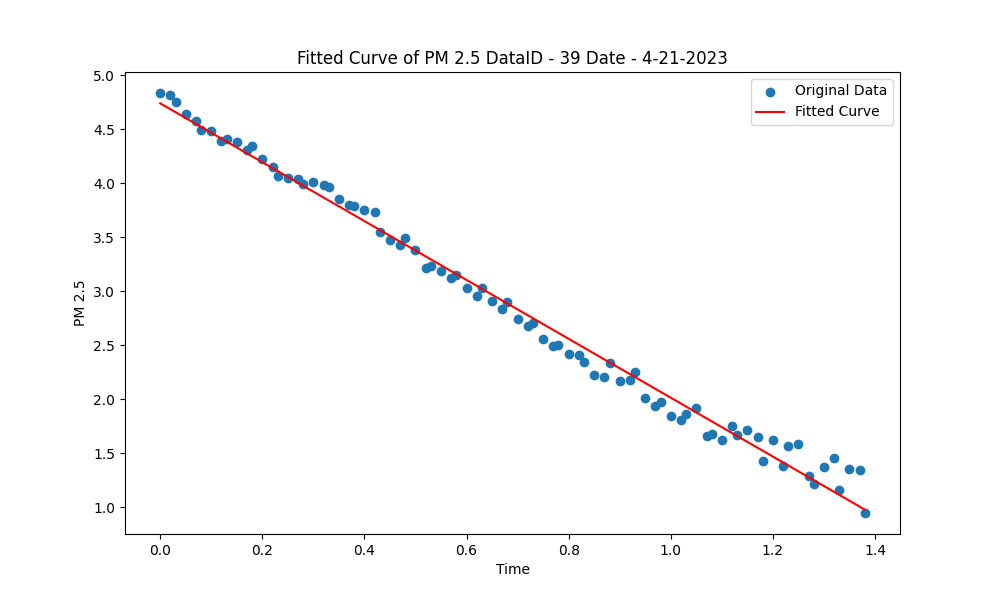 Fitted Curve of PM 2.5 DataID - 39 Date - 4-21-2023
Original Data
Fitted Curve
PM 2.5
5.0
4.5
4.0
3.5
3.0
2.5
2.0
1.5
1.0
0.0 0.2 0.4 0.6 0.8 1.0 1.2 1.4
Time